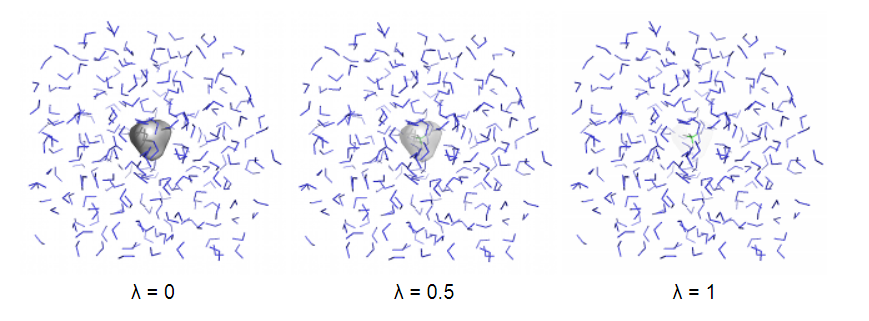 λ = 0
λ = 0.5
λ = 1